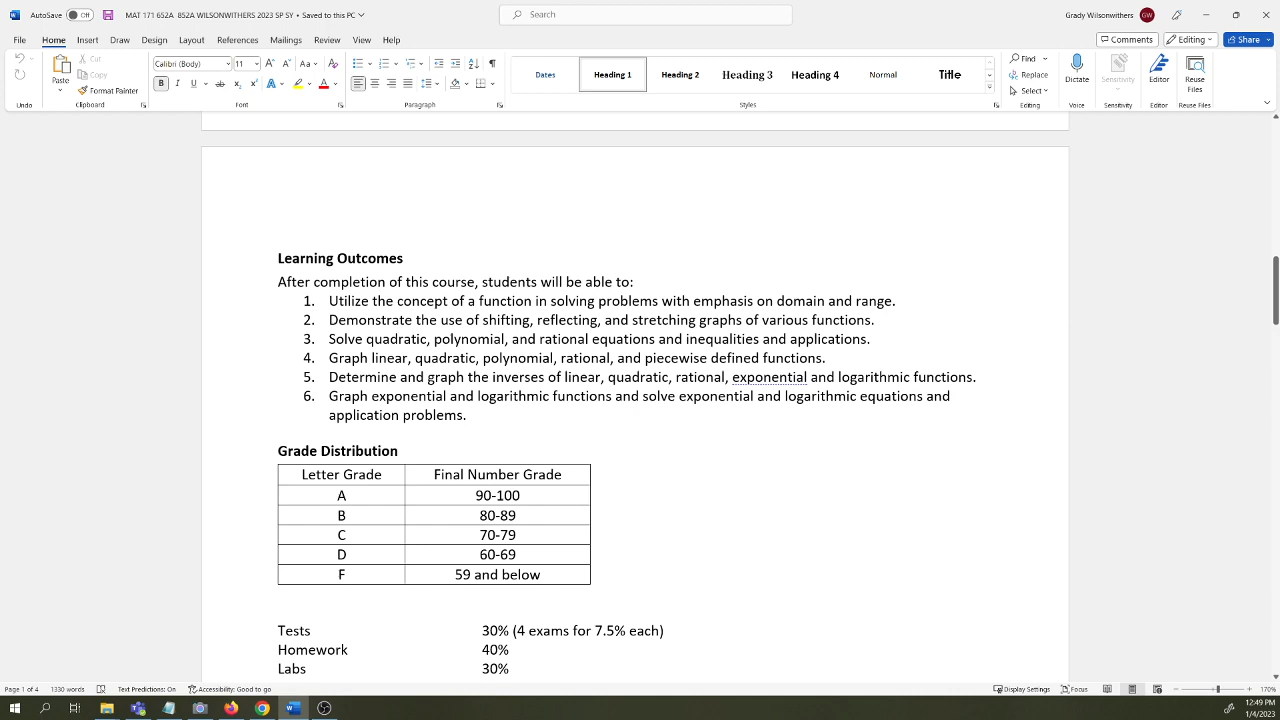 AutoSave Off MAT 171 652A 852A WILSONWITHERS 2023 SP SY • Saved to this PC Search Grady Wilsonwithers GW
File Home Insert Draw Design Layout References Mailings Review View Help Comments Editing Share
Paste Cut Copy Format Painter
Calibri (Body) 11
Dates Heading 1 Heading 2 Heading 3 Heading 4 Normal Title
Find Replace Select
Dictate Sensitivity Editor Reuse Files
Undo Clipboard Font Paragraph Styles Editing Voice Sensitivity Editor Reuse Files
Learning Outcomes
After completion of this course, students will be able to:
1. Utilize the concept of a function in solving problems with emphasis on domain and range.
2. Demonstrate the use of shifting, reflecting, and stretching graphs of various functions.
3. Solve quadratic, polynomial, and rational equations and inequalities and applications.
4. Graph linear, quadratic, polynomial, rational, and piecewise defined functions.
5. Determine and graph the inverses of linear, quadratic, rational, exponential and logarithmic functions.
6. Graph exponential and logarithmic functions and solve exponential and logarithmic equations and
application problems.
Grade Distribution
Letter Grade Final Number Grade
A 90-100
B 80-89
C 70-79
D 60-69
F 59 and below
Tests 30% (4 exams for 7.5% each)
Homework 40%
Labs 30%
Page 1 of 4 1330 words Text Predictions: On Accessibility: Good to go Display Settings Focus 170%
12:49 PM
1/4/2023